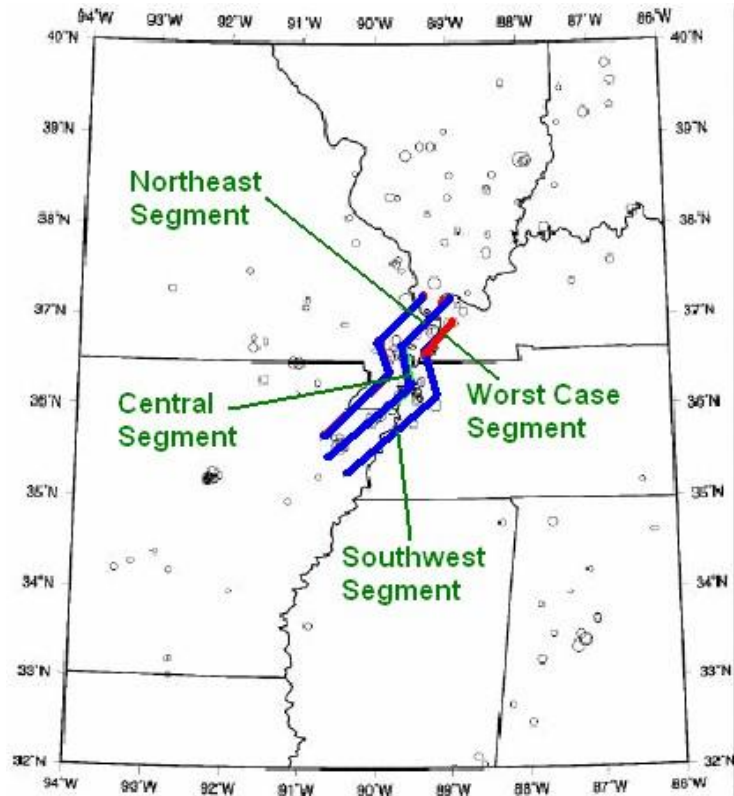 94°W 93°W 92°W 91°W 90°W 89°W 88°W 87°W 86°W
40°N 40°N
39°N 39°N
Northeast
Segment
38°N 38°N
37°N 37°N
Central
Segment
Worst Case
Segment
36°N 36°N
35°N 35°N
Southwest
Segment
34°N 34°N
33°N 33°N
32°N 32°N
94°W 93°W 92°W 91°W 90°W 89°W 88°W 87°W 86°W